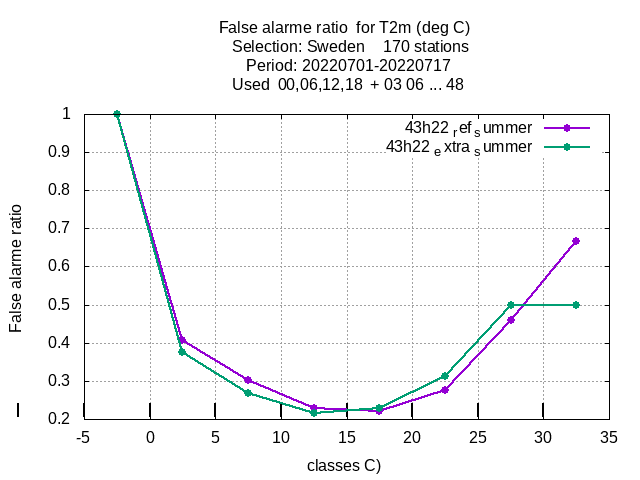 False alarme ratio for T2m (deg C)
Selection: Sweden 170 stations
Period: 20220701-20220717
Used 00,06,12,18 + 03 06 ... 48
43h22 ref summer
43h22 extra summer
False alarme ratio
1
0.9
0.8
0.7
0.6
0.5
0.4
0.3
0.2
-5 0 5 10 15 20 25 30 35
classes C)